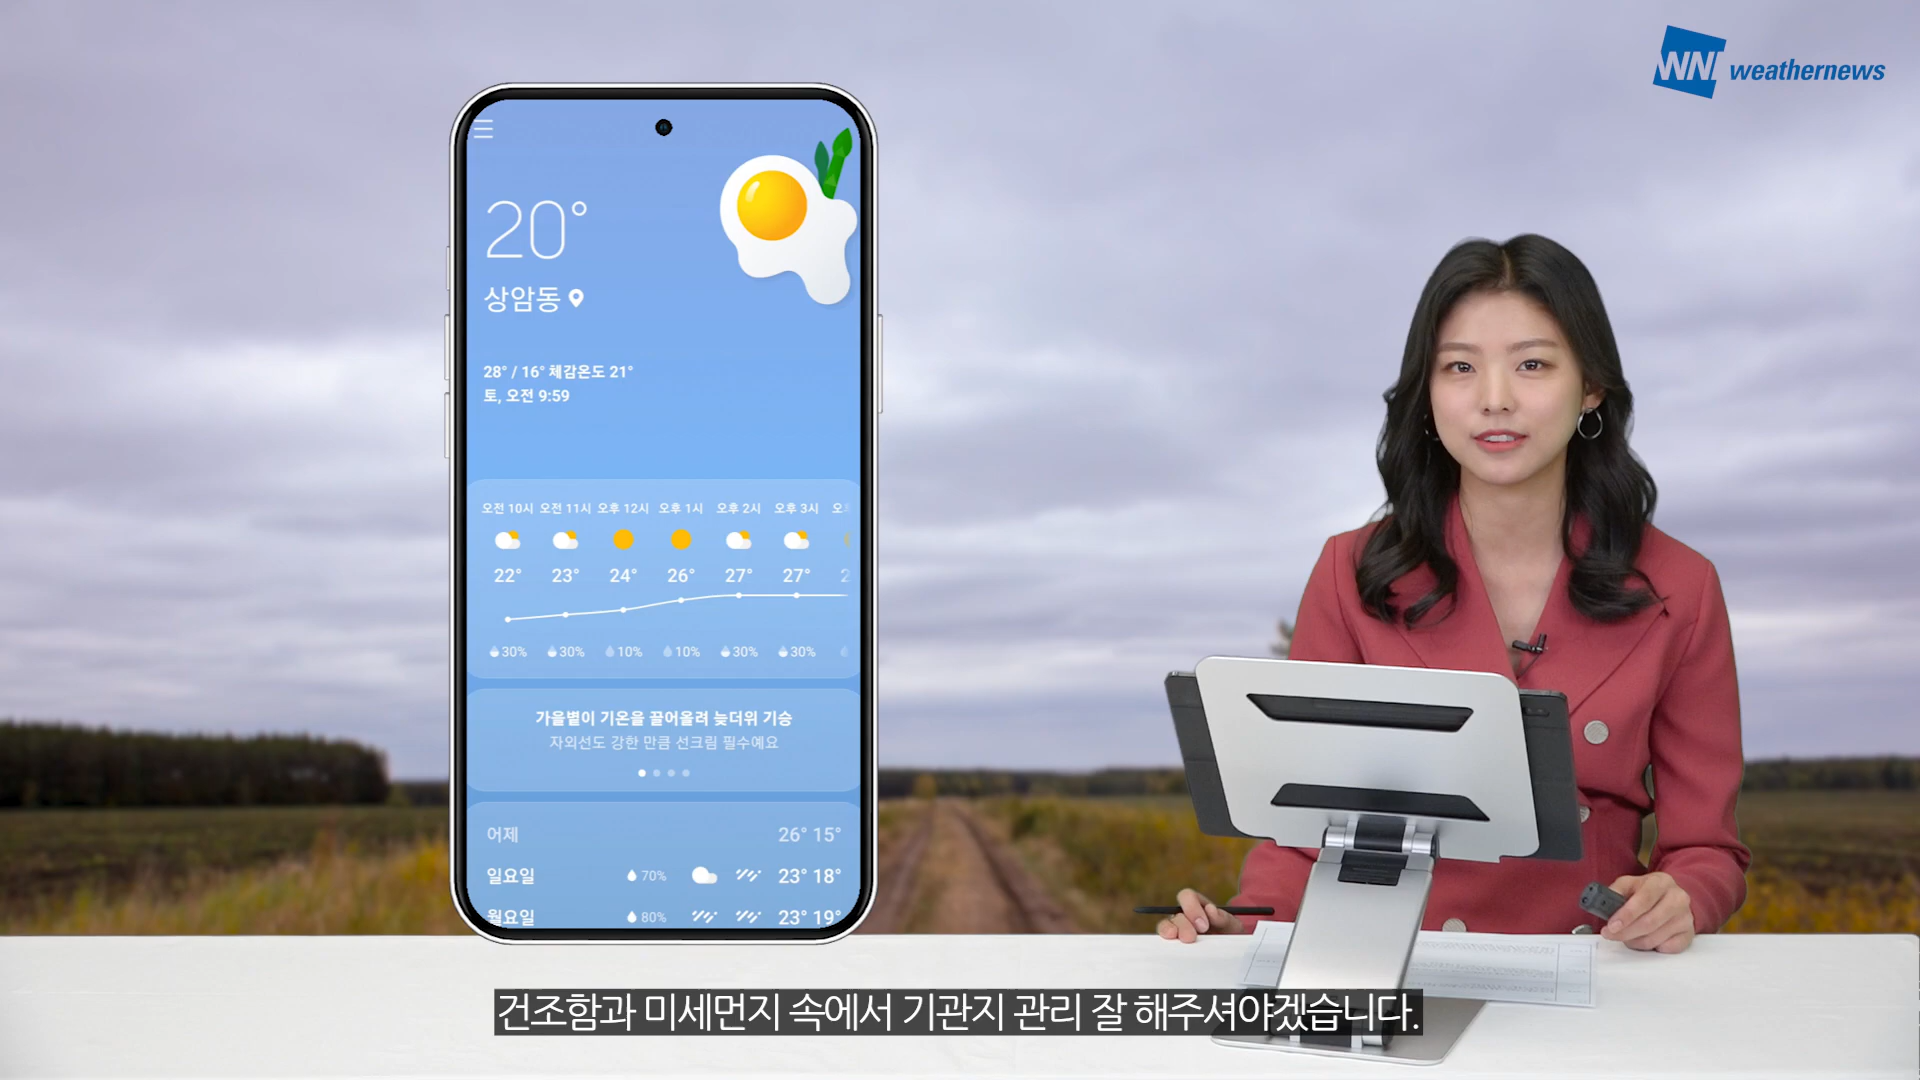 WNI weathernews
20°
상암동
28° / 16° 체감온도 21°
토, 오전 9:59
오전 10시 오전 11시 오후 12시 오후 1시 오후 2시 오후 3시
22° 23° 24° 26° 27° 27°
30% 30% 10% 10% 30% 30%
가을볕이 기온을 끌어올려 늦더위 기승
자외선도 강한 만큼 선크림 필수예요
어제 26° 15°
일요일 70% 23° 18°
월요일 80% 23° 19°
건조함과 미세먼지 속에서 기관지 관리 잘 해주셔야겠습니다.